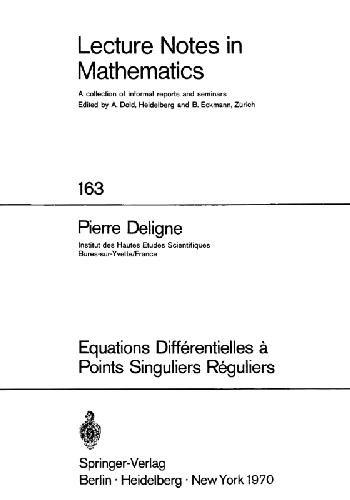 Lecture Notes in
Mathematics
A collection of informal reports and seminars
Edited by A. Dold, Heidelberg and B. Eckmann, Zürich
163
Pierre Deligne
Institut des Hautes Etudes Scientifiques
Bures-sur-Yvette/France
Equations Différentielles à
Points Singuliers Réguliers
Springer-Verlag
Berlin · Heidelberg · New York 1970